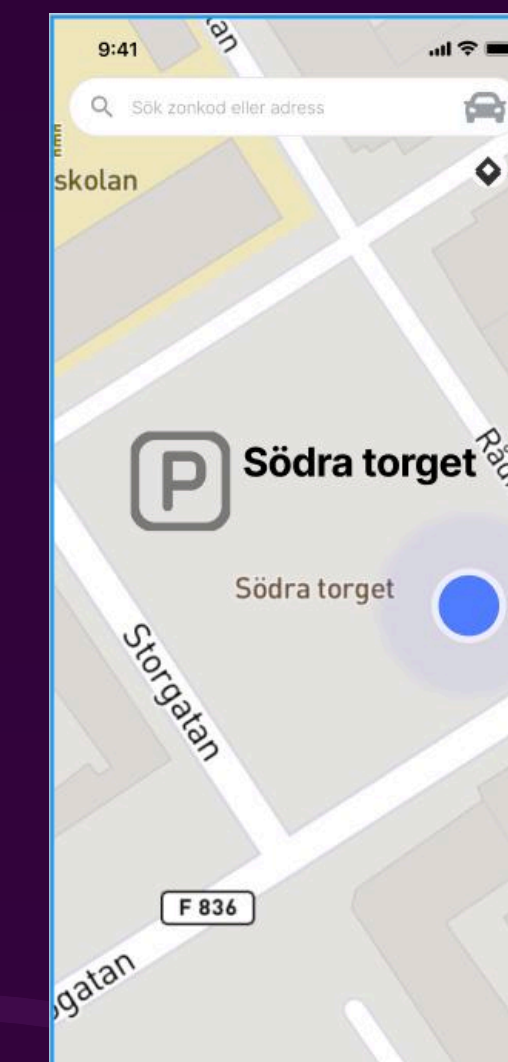 9:41
Sök zonkod eller adress
skolan
P
Södra torget
Södra torget
Storgatan
F 836